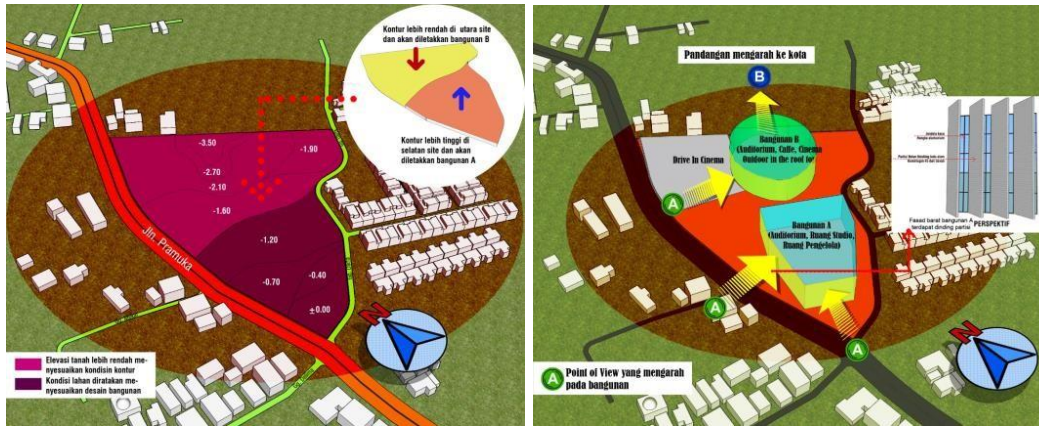 Kontur lebih rendah di utara site
dan akan diletakkan bangunan B
Kontur lebih tinggi di
selatan site dan akan
diletakkan bangunan A
-3.50
-1.90
-2.70
-2.10
-1.60
-1.20
-0.40
-0.70
±0.00
Jln. Pramuka
N
Elevasi tanah lebih rendah me-
nyesuaikan kondisin kontur
Kondisi lahan diratakan me-
nyesuaikan desain bangunan
Pandangan mengarah ke kota
B
Bangunan B
(Auditorium, Caffe, Cinema
Outdoor in the roof
Drive In Cinema
A
Bangunan A
(Auditorium, Ruang Studio,
Ruang Pengelola)
A
A
PERSPEKTIF
Fasad barat bangunan A
terdapat dinding partisi
N
A
Point of View yang mengarah
pada bangunan